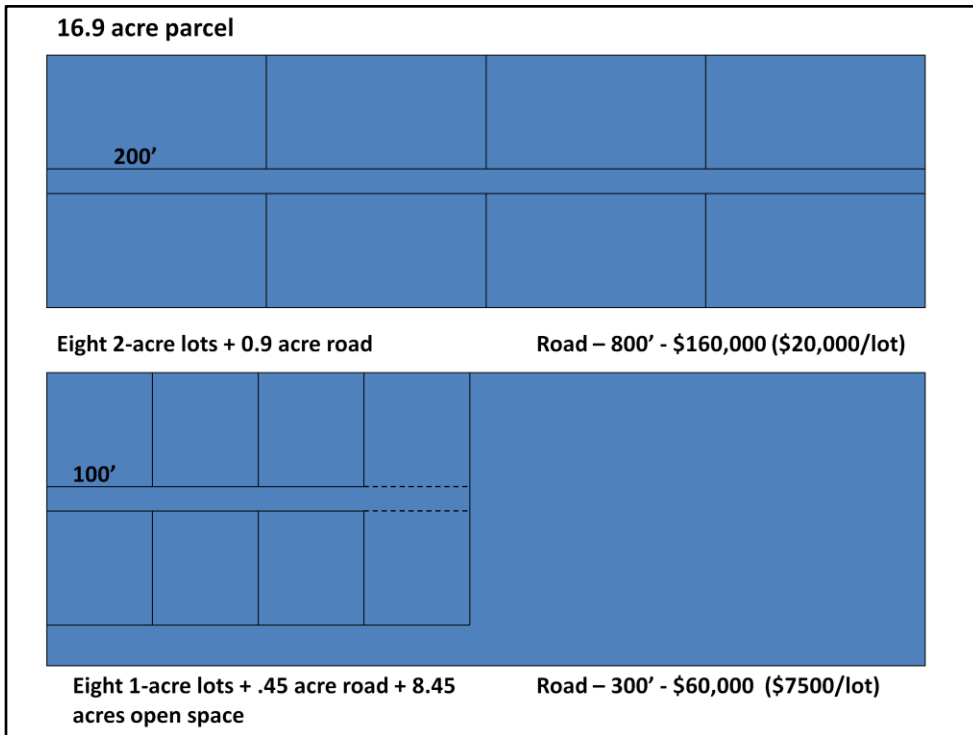 16.9 acre parcel
200’
Eight 2-acre lots + 0.9 acre road
Road – 800’ - $160,000 ($20,000/lot)
100’
Eight 1-acre lots + .45 acre road + 8.45
acres open space
Road – 300’ - $60,000 ($7500/lot)